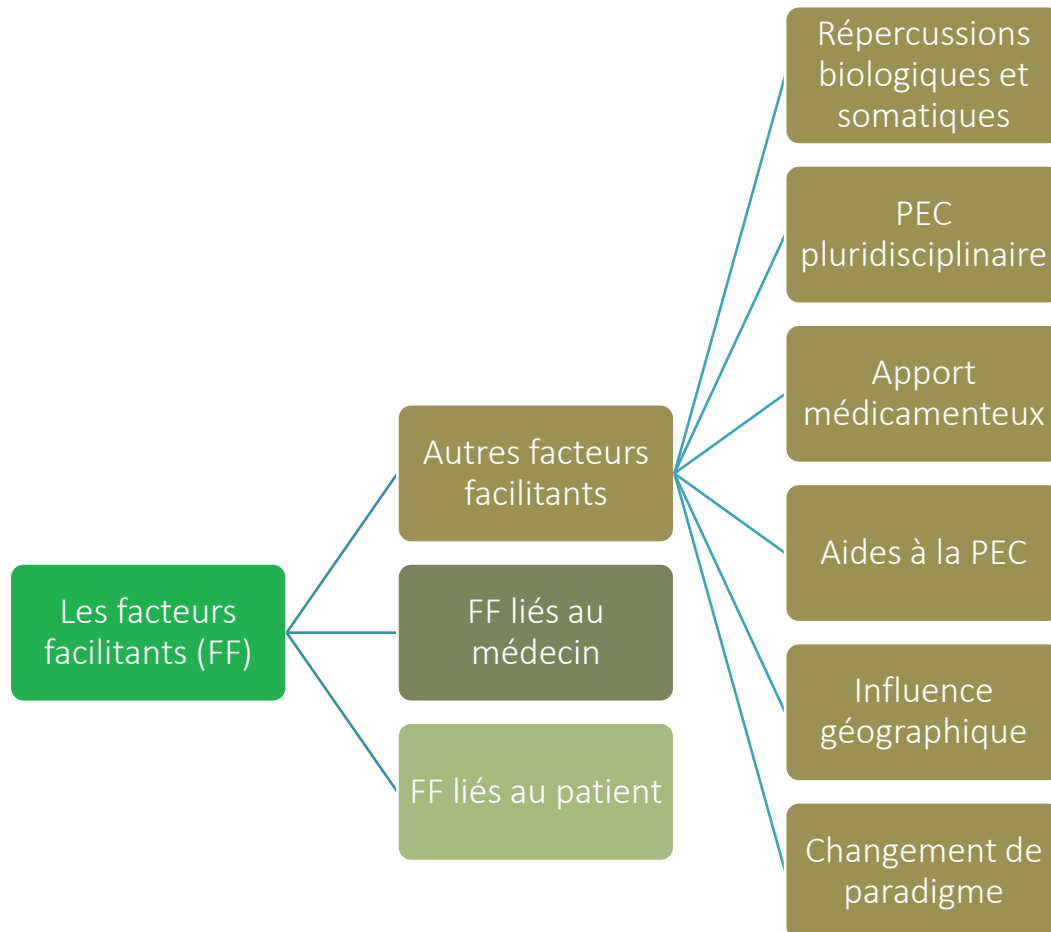 Les facteurs
facilitants (FF)
Autres facteurs
facilitants
FF liés au
médecin
FF liés au patient
Répercussions
biologiques et
somatiques
PEC
pluridisciplinaire
Apport
médicamenteux
Aides à la PEC
Influence
géographique
Changement de
paradigme